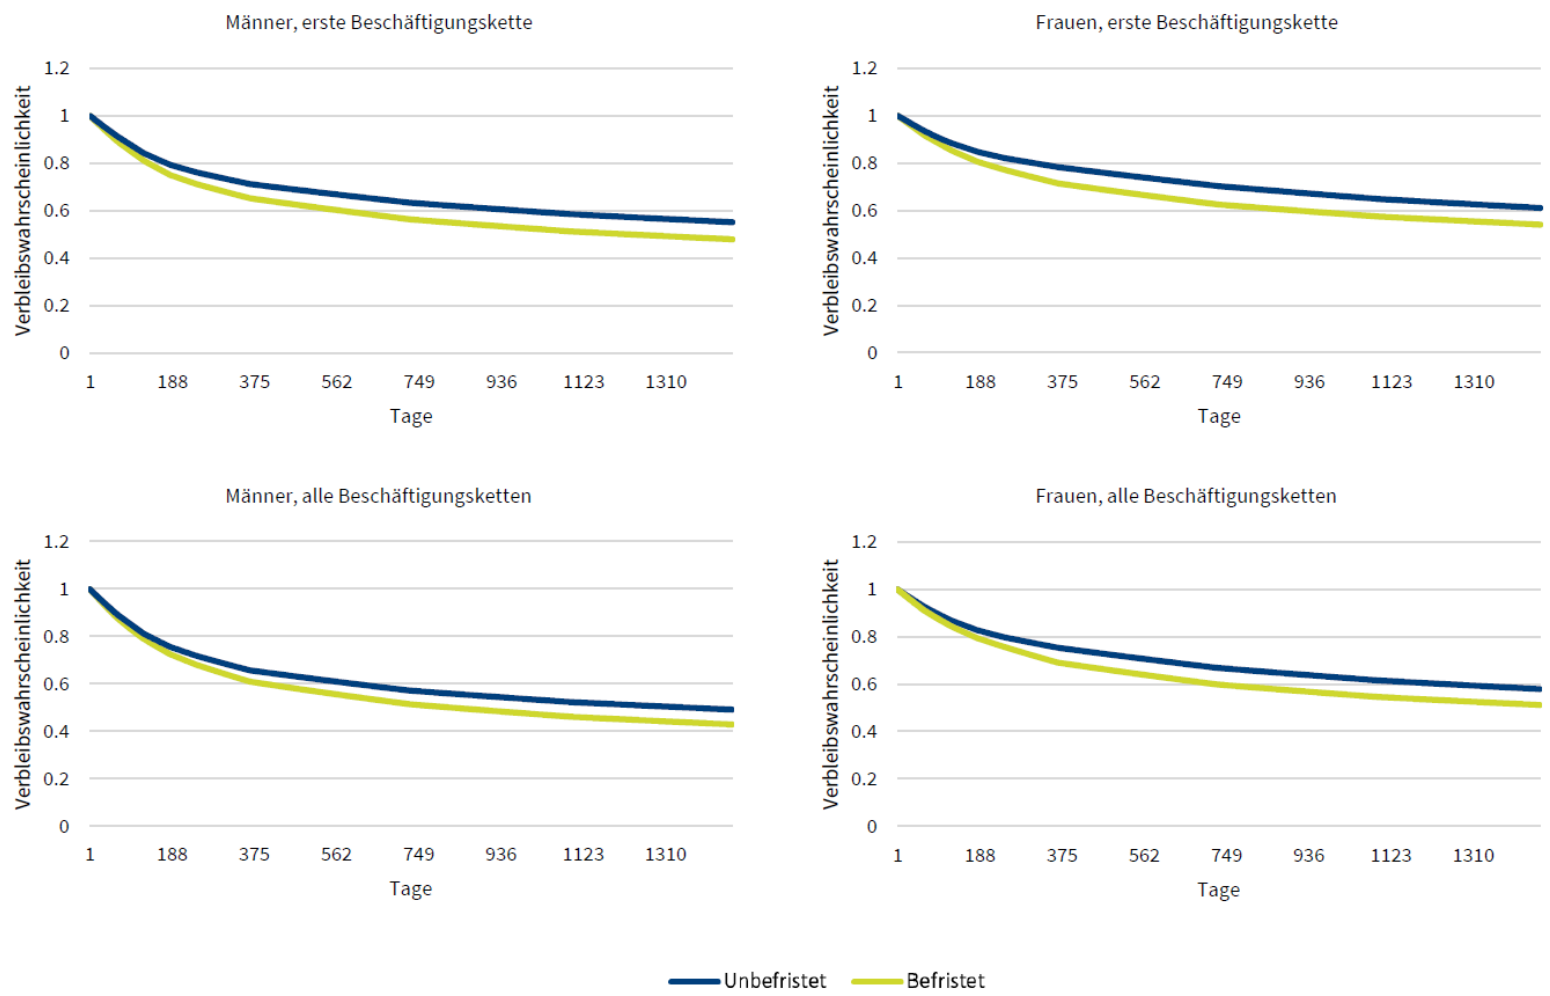 Männer, erste Beschäftigungskette
Verbleibswahrscheinlichkeit
1.2
1
0.8
0.6
0.4
0.2
0
1 188 375 562 749 936 1123 1310
Tage
Frauen, erste Beschäftigungskette
Verbleibswahrscheinlichkeit
1.2
1
0.8
0.6
0.4
0.2
0
1 188 375 562 749 936 1123 1310
Tage
Männer, alle Beschäftigungsketten
Verbleibswahrscheinlichkeit
1.2
1
0.8
0.6
0.4
0.2
0
1 188 375 562 749 936 1123 1310
Tage
Frauen, alle Beschäftigungsketten
Verbleibswahrscheinlichkeit
1.2
1
0.8
0.6
0.4
0.2
0
1 188 375 562 749 936 1123 1310
Tage
Unbefristet Befristet